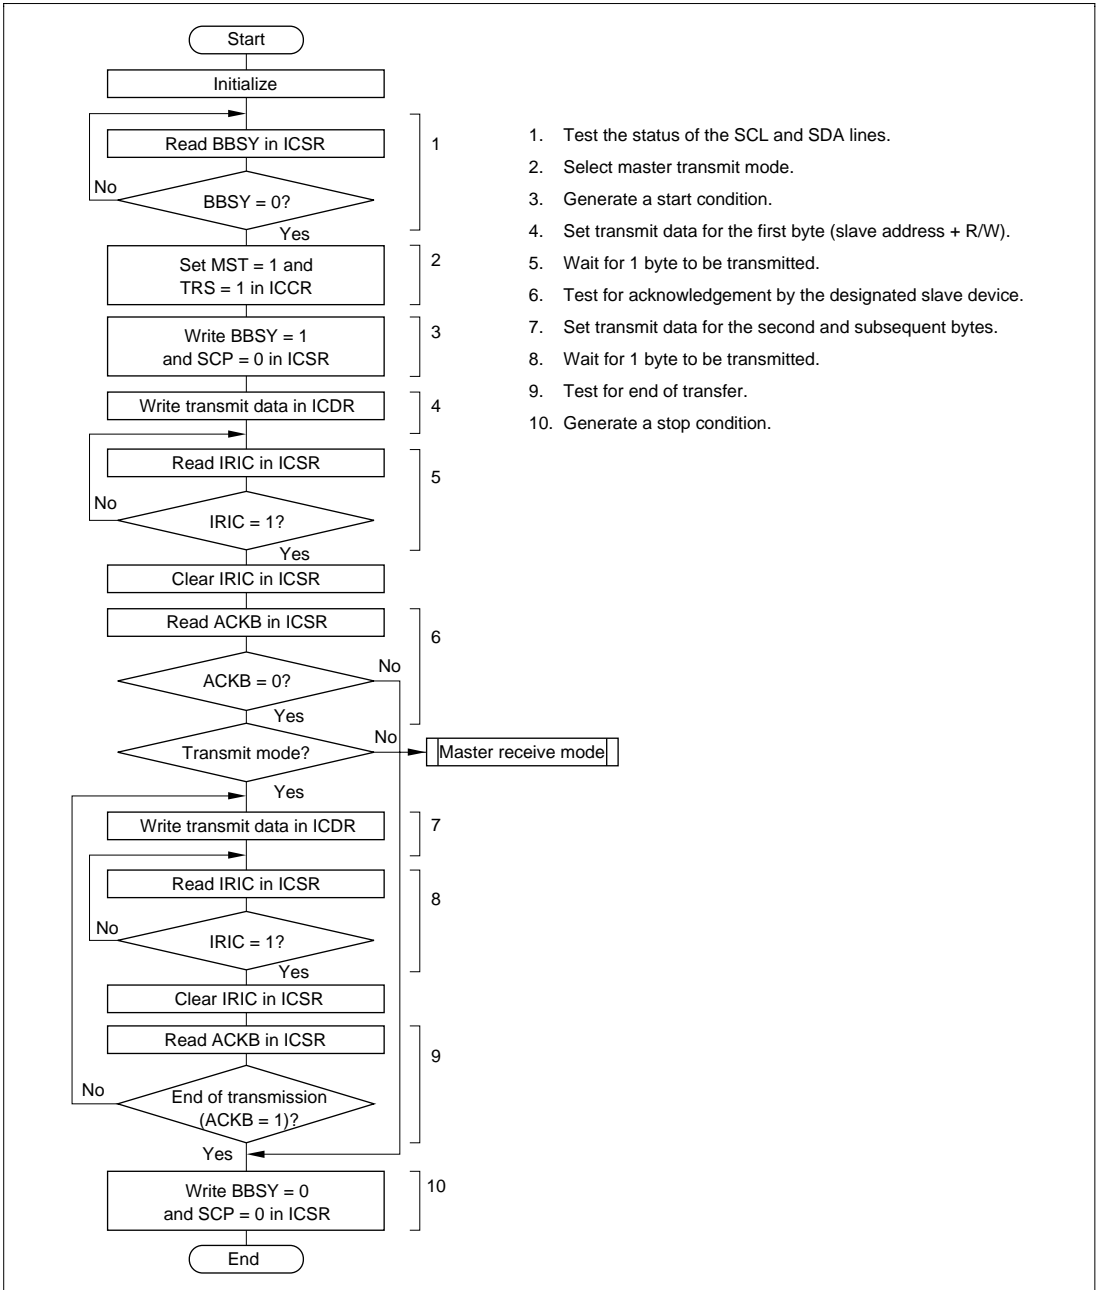 Start
Initialize
Read BBSY in ICSR
1
No
BBSY = 0?
Yes
Set MST = 1 and
TRS = 1 in ICCR
2
Write BBSY = 1
and SCP = 0 in ICSR
3
Write transmit data in ICDR
4
Read IRIC in ICSR
5
No
IRIC = 1?
Yes
Clear IRIC in ICSR
Read ACKB in ICSR
6
No
ACKB = 0?
Yes
No
Transmit mode?
Master receive mode
Yes
Write transmit data in ICDR
7
Read IRIC in ICSR
8
No
IRIC = 1?
Yes
Clear IRIC in ICSR
Read ACKB in ICSR
9
No
End of transmission
(ACKB = 1)?
Yes
Write BBSY = 0
and SCP = 0 in ICSR
10
End
1. Test the status of the SCL and SDA lines.
2. Select master transmit mode.
3. Generate a start condition.
4. Set transmit data for the first byte (slave address + R/W).
5. Wait for 1 byte to be transmitted.
6. Test for acknowledgement by the designated slave device.
7. Set transmit data for the second and subsequent bytes.
8. Wait for 1 byte to be transmitted.
9. Test for end of transfer.
10. Generate a stop condition.